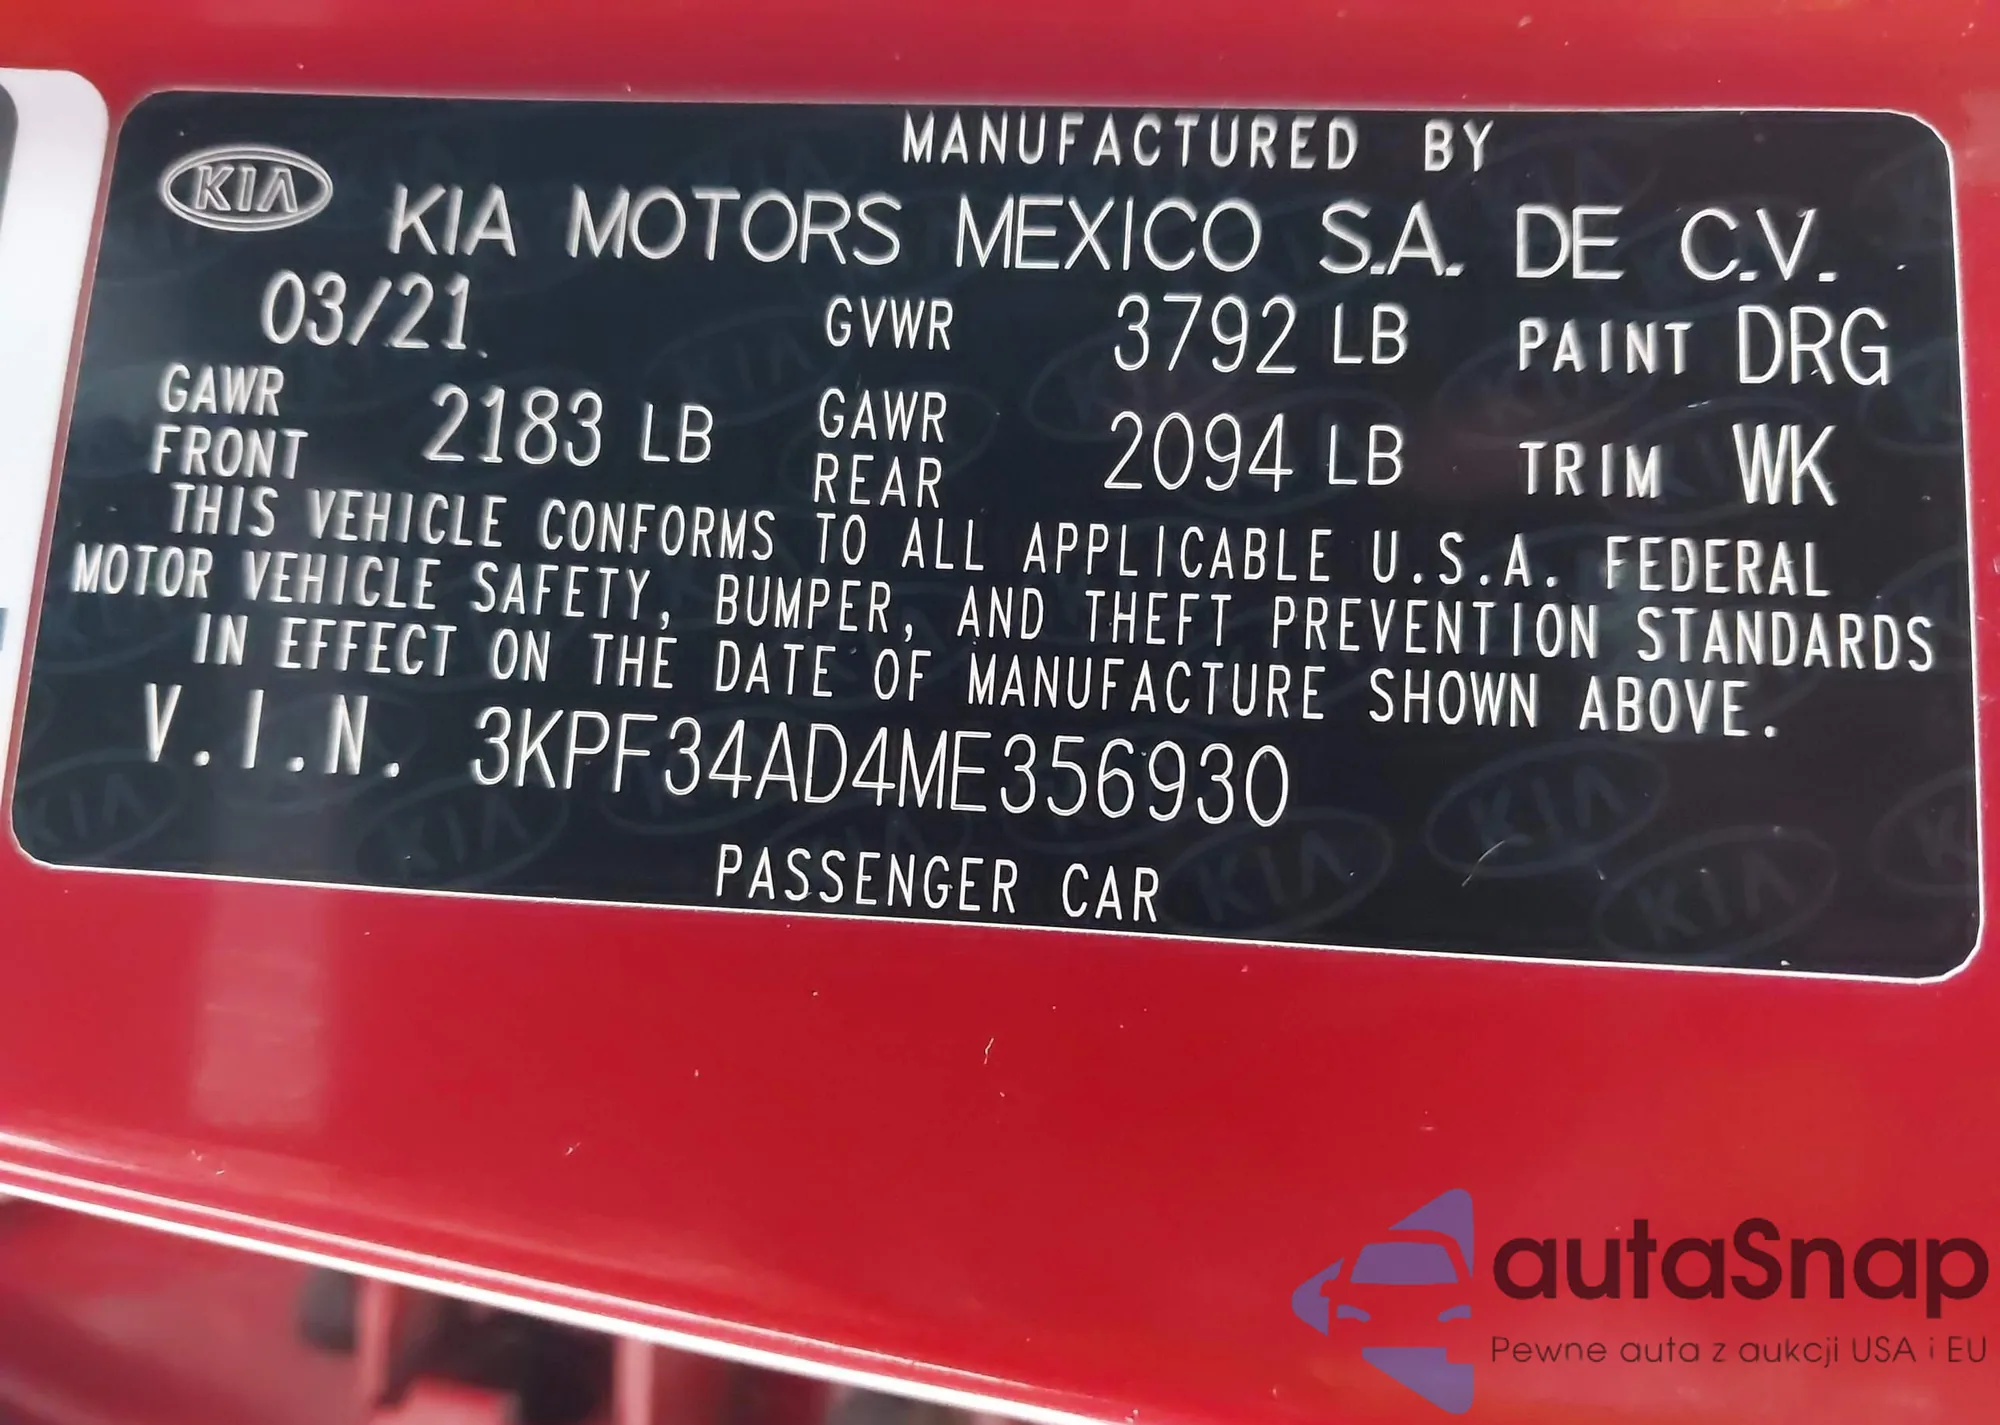 MANUFACTURED BY
KIA KIA MOTORS MEXICO S.A. DE C.V.
03/21 GVWR 3792 LB PAINT DRG
GAWR FRONT 2183 LB GAWR REAR 2094 LB TRIM WK
THIS VEHICLE CONFORMS TO ALL APPLICABLE U.S.A. FEDERAL
MOTOR VEHICLE SAFETY, BUMPER, AND THEFT PREVENTION STANDARDS
IN EFFECT ON THE DATE OF MANUFACTURE SHOWN ABOVE.
V.I.N. 3KPF34AD4ME356930
PASSENGER CAR
autaSnap
Pewne auta z aukcji USA i EU